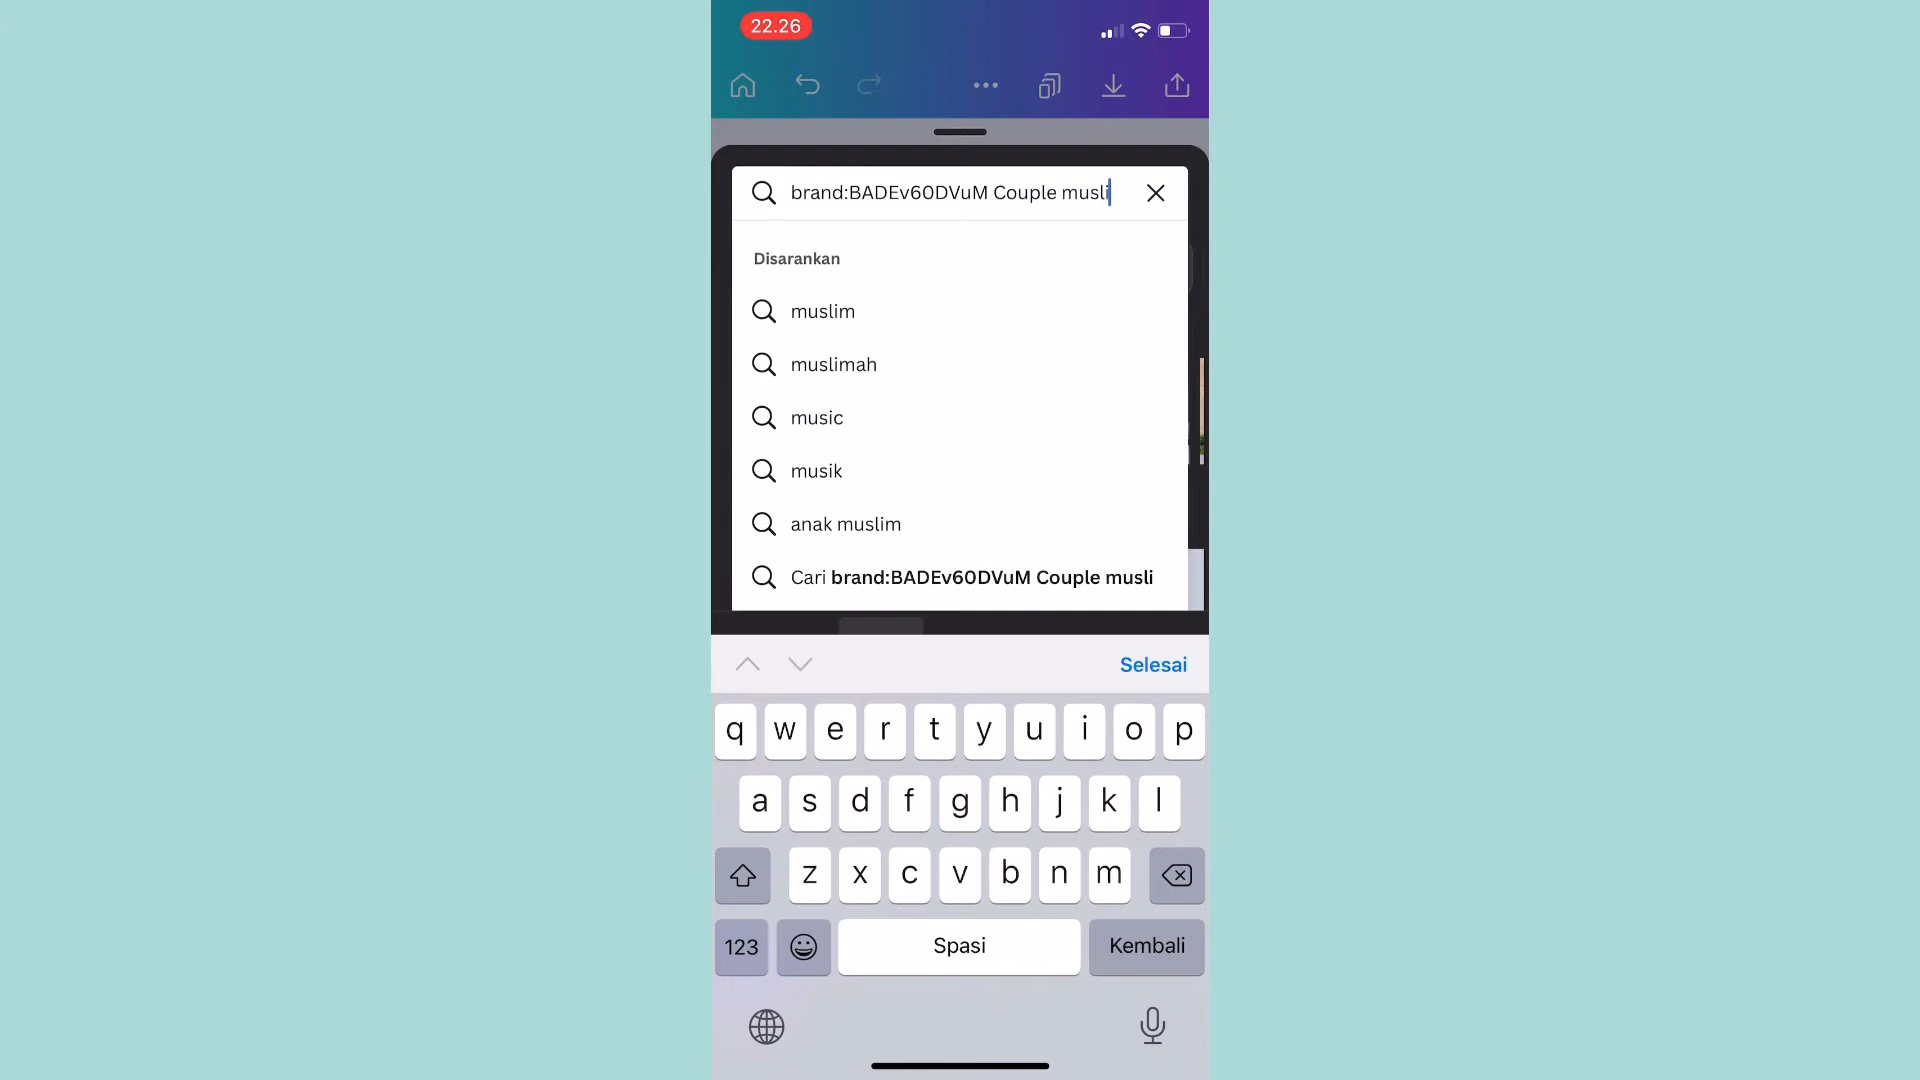 22.26
brand:BADEv60DVuM Couple musli
Disarankan
muslim
muslimah
music
musik
anak muslim
Cari brand:BADEv60DVuM Couple musli
Selesai
q w e r t y u i o p
a s d f g h j k l
z x c v b n m
123 Spasi Kembali